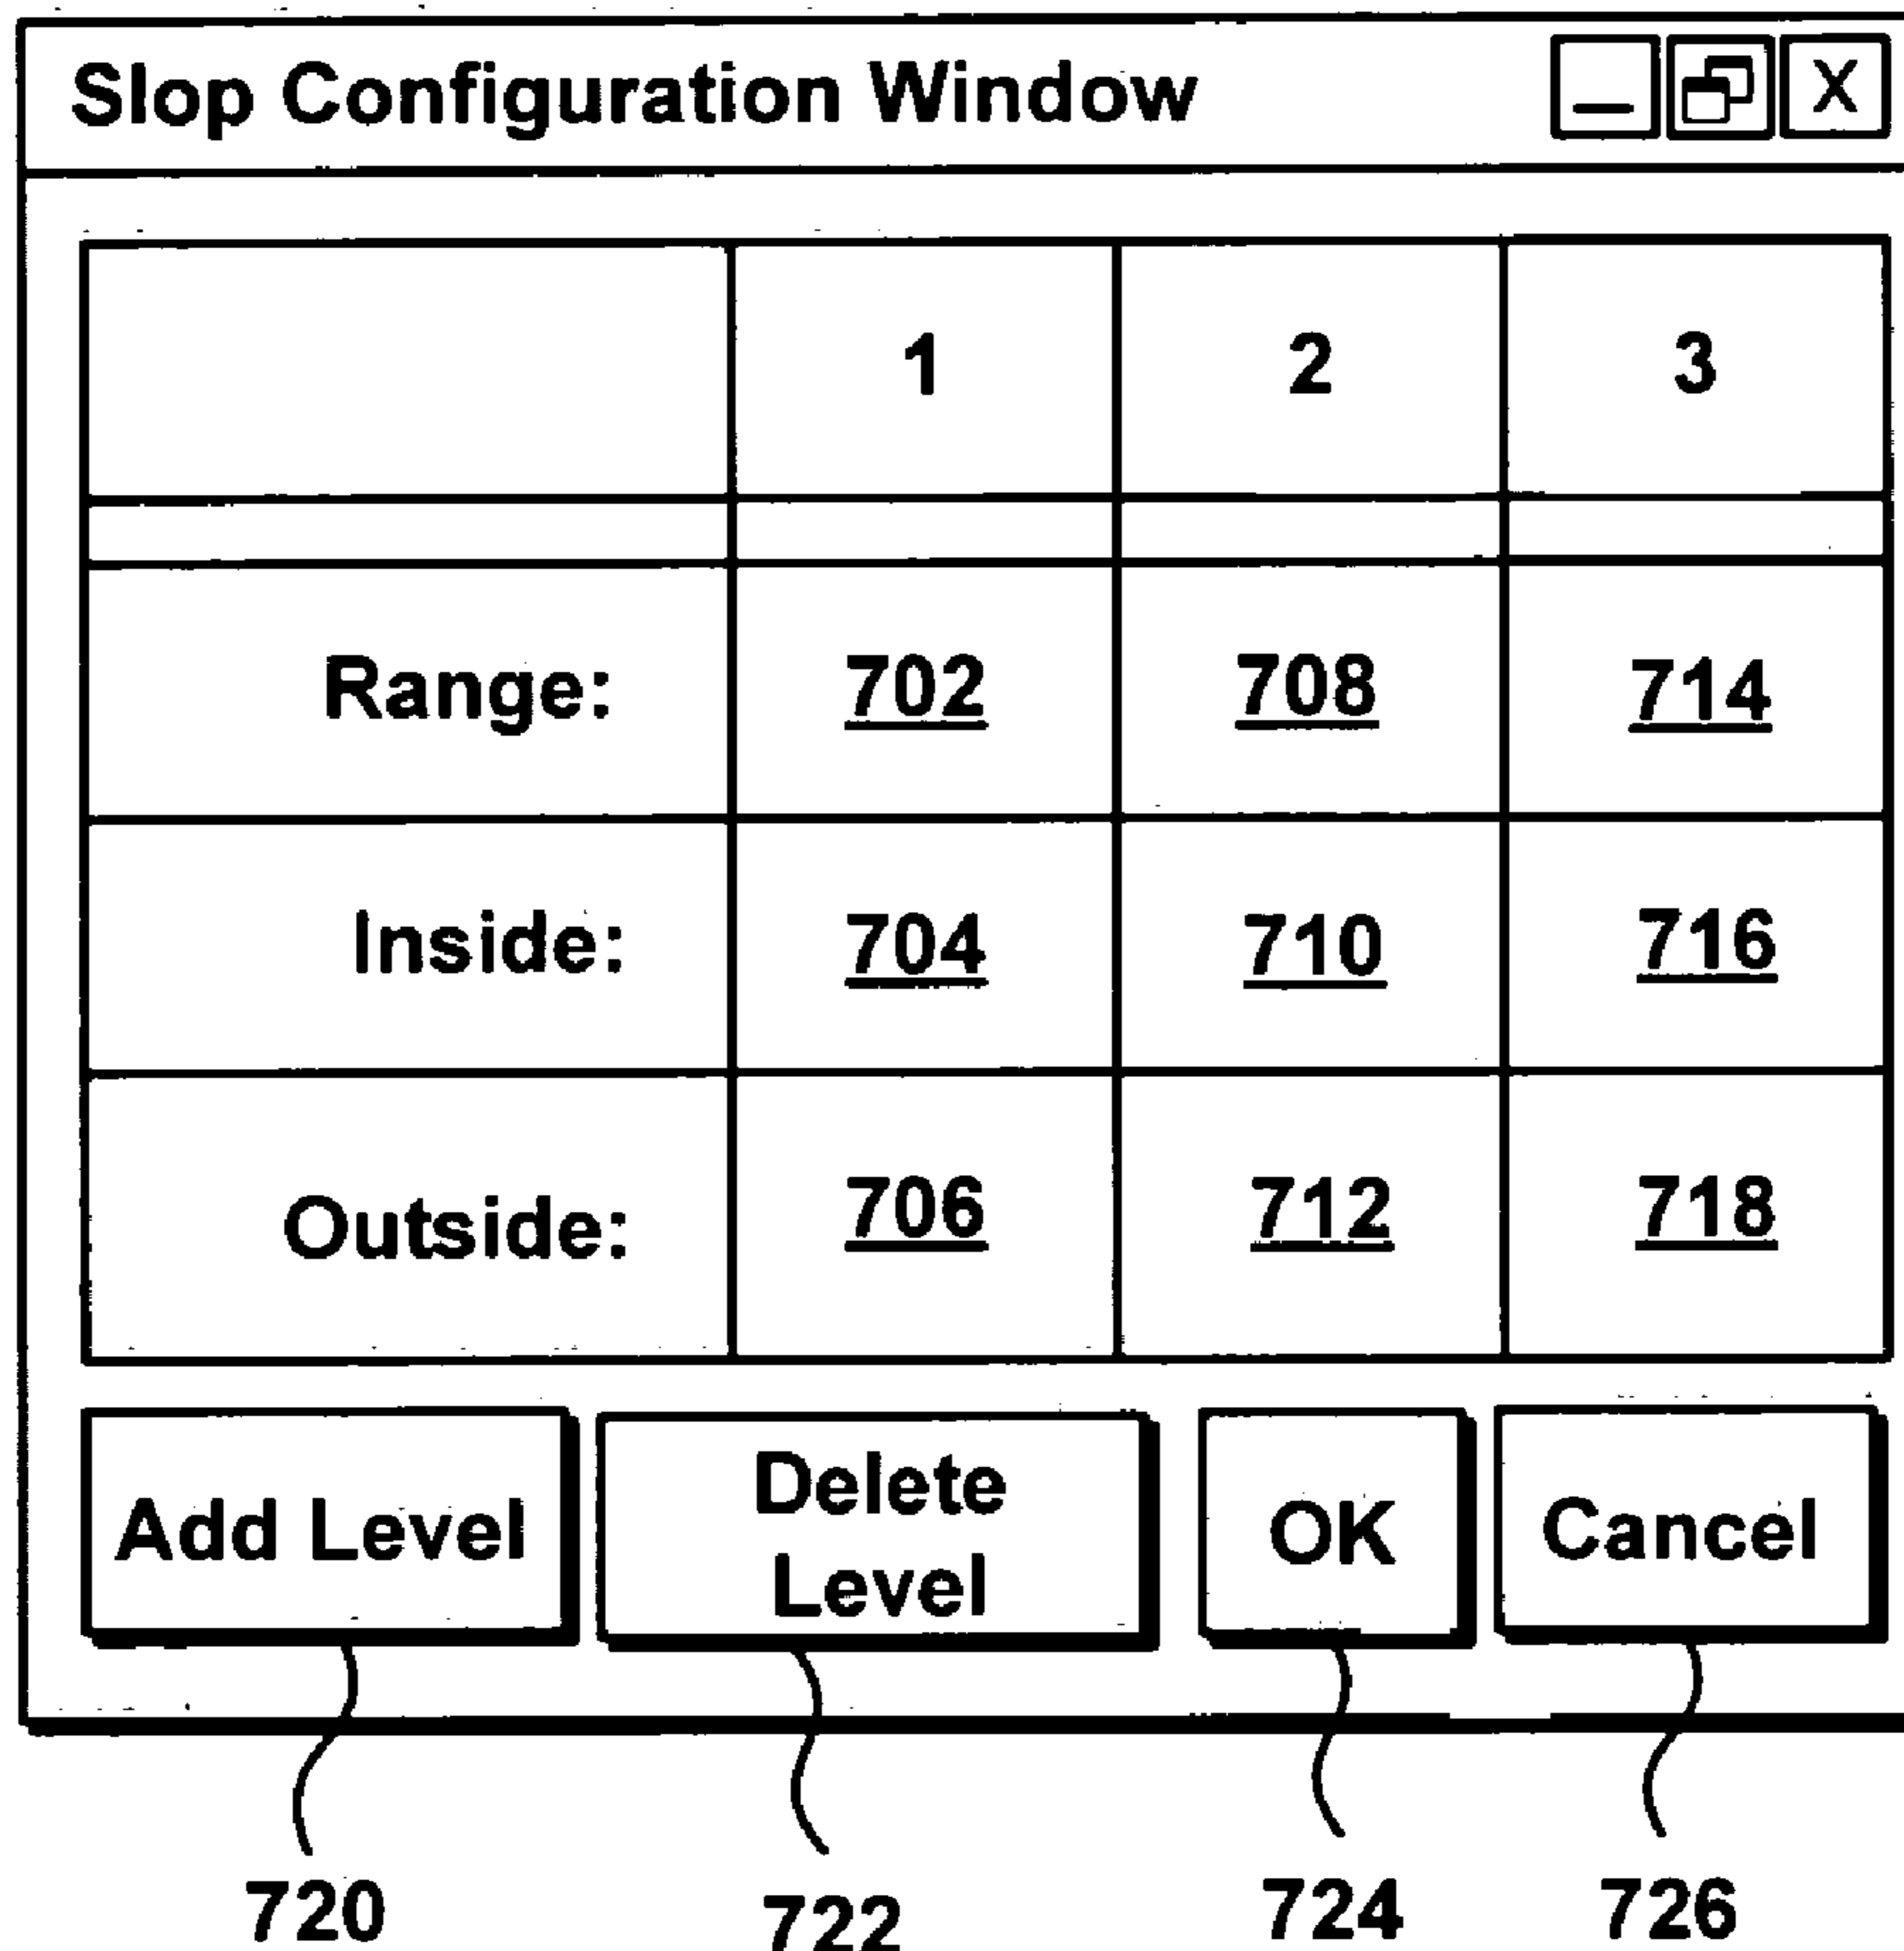 Slop Configuration Window X
1 2 3
Range: 702 708 714
Inside: 704 710 716
Outside: 706 712 718
Add Level Delete Level OK Cancel
720 722 724 726